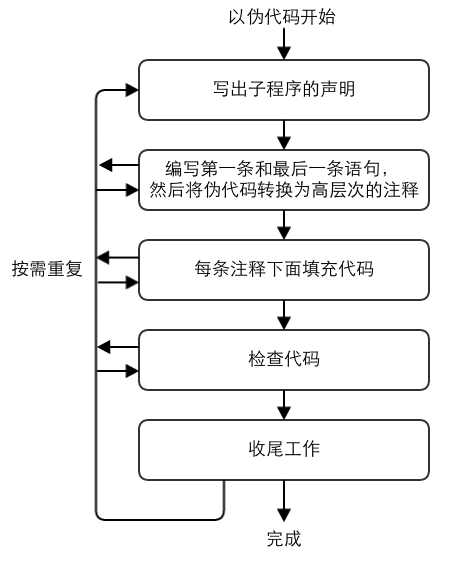 以伪代码开始
写出子程序的声明
编写第一条和最后一条语句，
然后将伪代码转换为高层次的注释
按需重复
每条注释下面填充代码
检查代码
收尾工作
完成